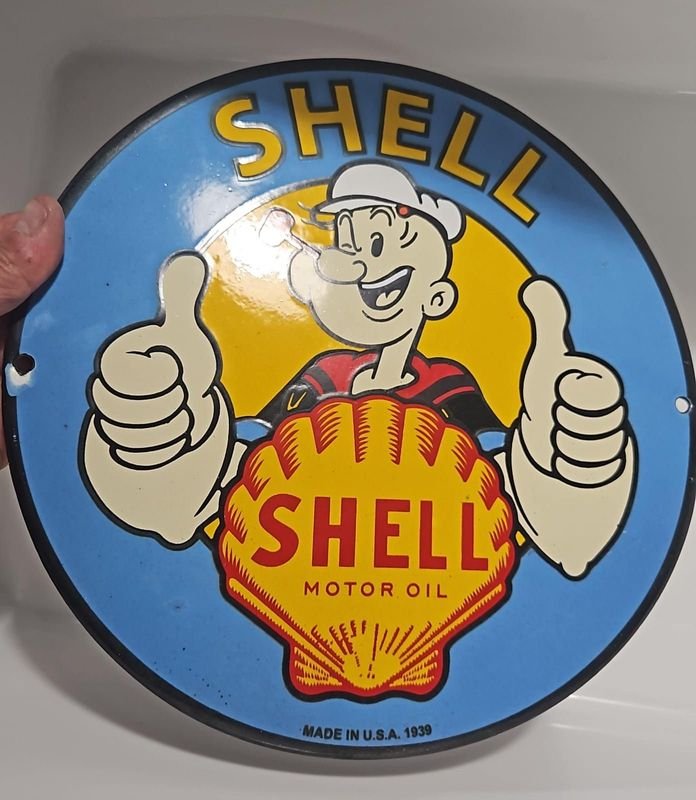 SHELL
SHELL
MOTOR OIL
MADE IN U.S.A. 1939